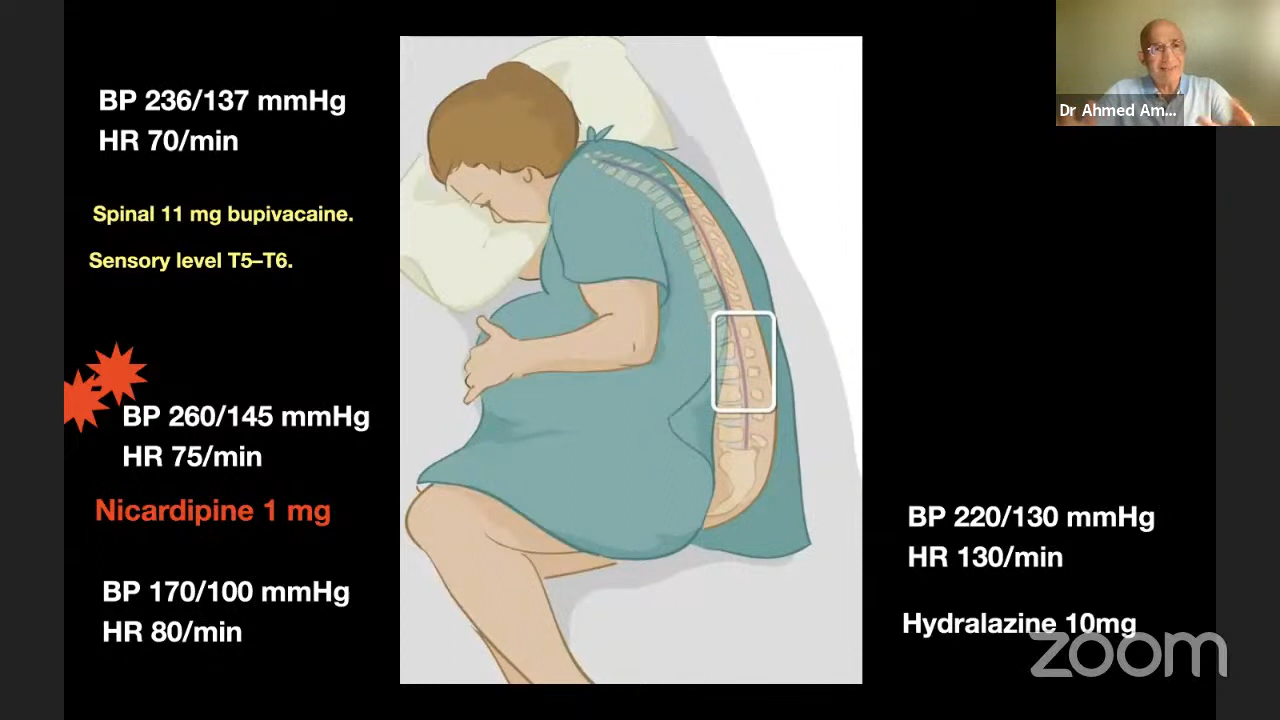 BP 236/137 mmHg
HR 70/min
Spinal 11 mg bupivacaine.
Sensory level T5–T6.
BP 260/145 mmHg
HR 75/min
Nicardipine 1 mg
BP 170/100 mmHg
HR 80/min
Dr Ahmed Am...
BP 220/130 mmHg
HR 130/min
Hydralazine 10mg
zoom